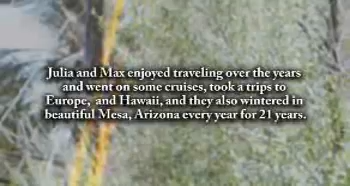 Julia and Max enjoyed traveling over the years
and went on some cruises, took a trips to
Europe,  and Hawaii, and they also wintered in
beautiful Mesa, Arizona every year for 21 years.